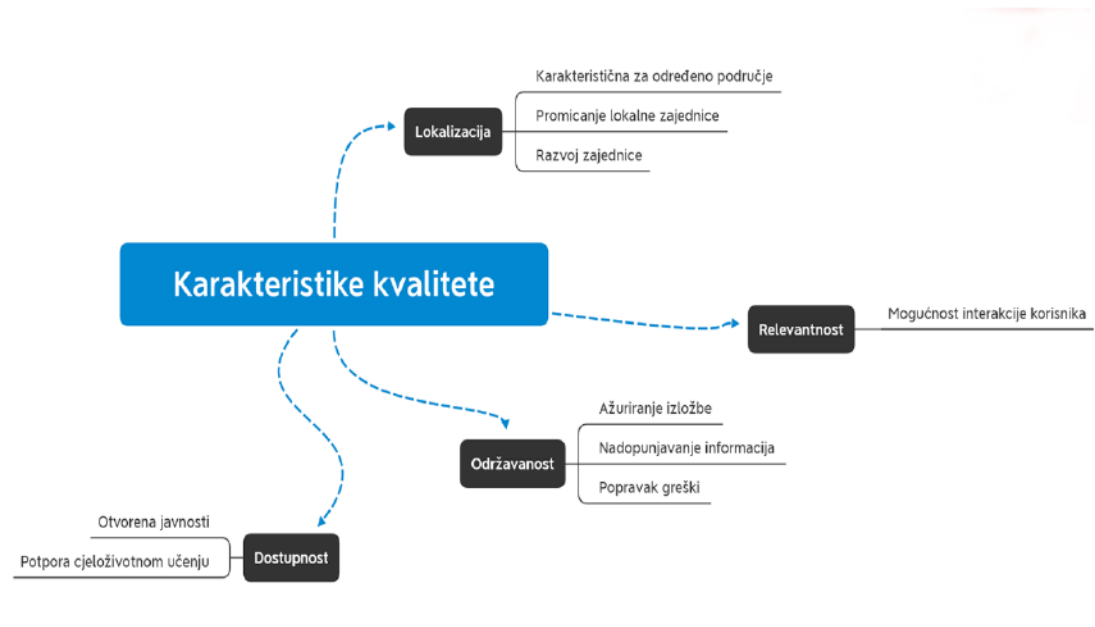 Karakteristike kvalitete
Lokalizacija
Karakteristična za određeno područje
Promicanje lokalne zajednice
Razvoj zajednice
Relevantnost
Mogućnost interakcije korisnika
Održavanost
Ažuriranje izložbe
Nadopunjavanje informacija
Popravak greški
Dostupnost
Otvorena javnosti
Potpora cjeloživotnom učenju